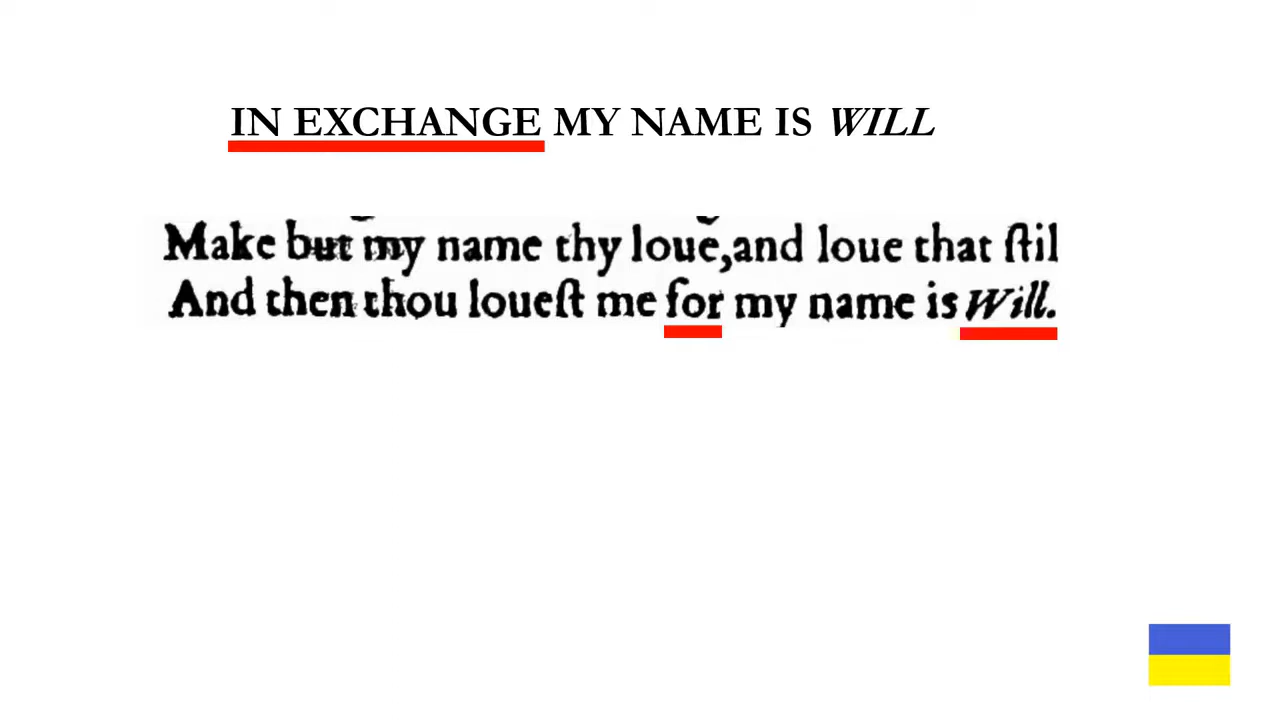 IN EXCHANGE MY NAME IS WILL
Make but my name thy loue,and loue that ſtil
And then thou loueſt me for my name is Will.